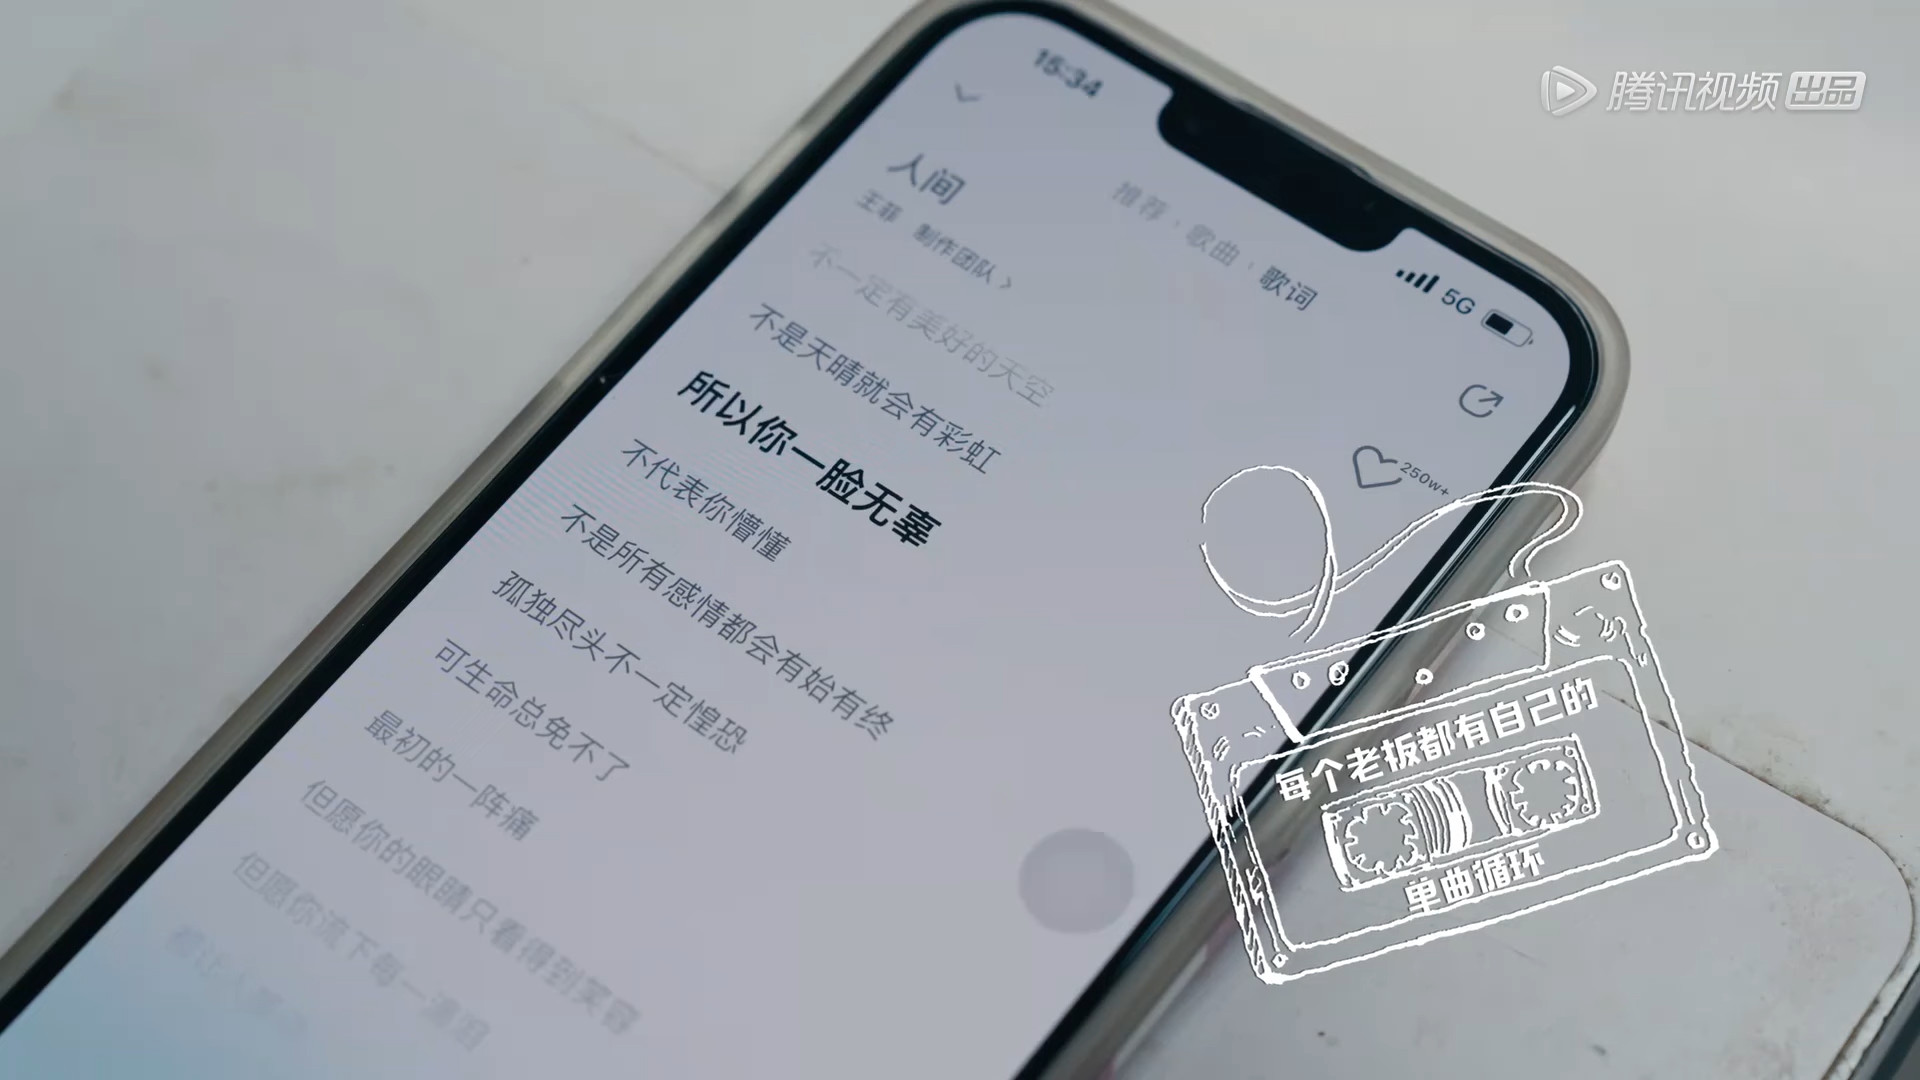 腾讯视频 出品
15:34
5G
推荐 歌曲 歌词
人间
王菲 制作团队 >
250w+
不一定有美好的天空
不是天晴就会有彩虹
所以你一脸无辜
不代表你懵懂
不是所有感情都会有始有终
孤独尽头不一定惶恐
可生命总免不了
最初的一阵痛
但愿你的眼睛只看得到笑容
但愿你流下每一滴泪
都让人感动
每个老板都有自己的
单曲循环